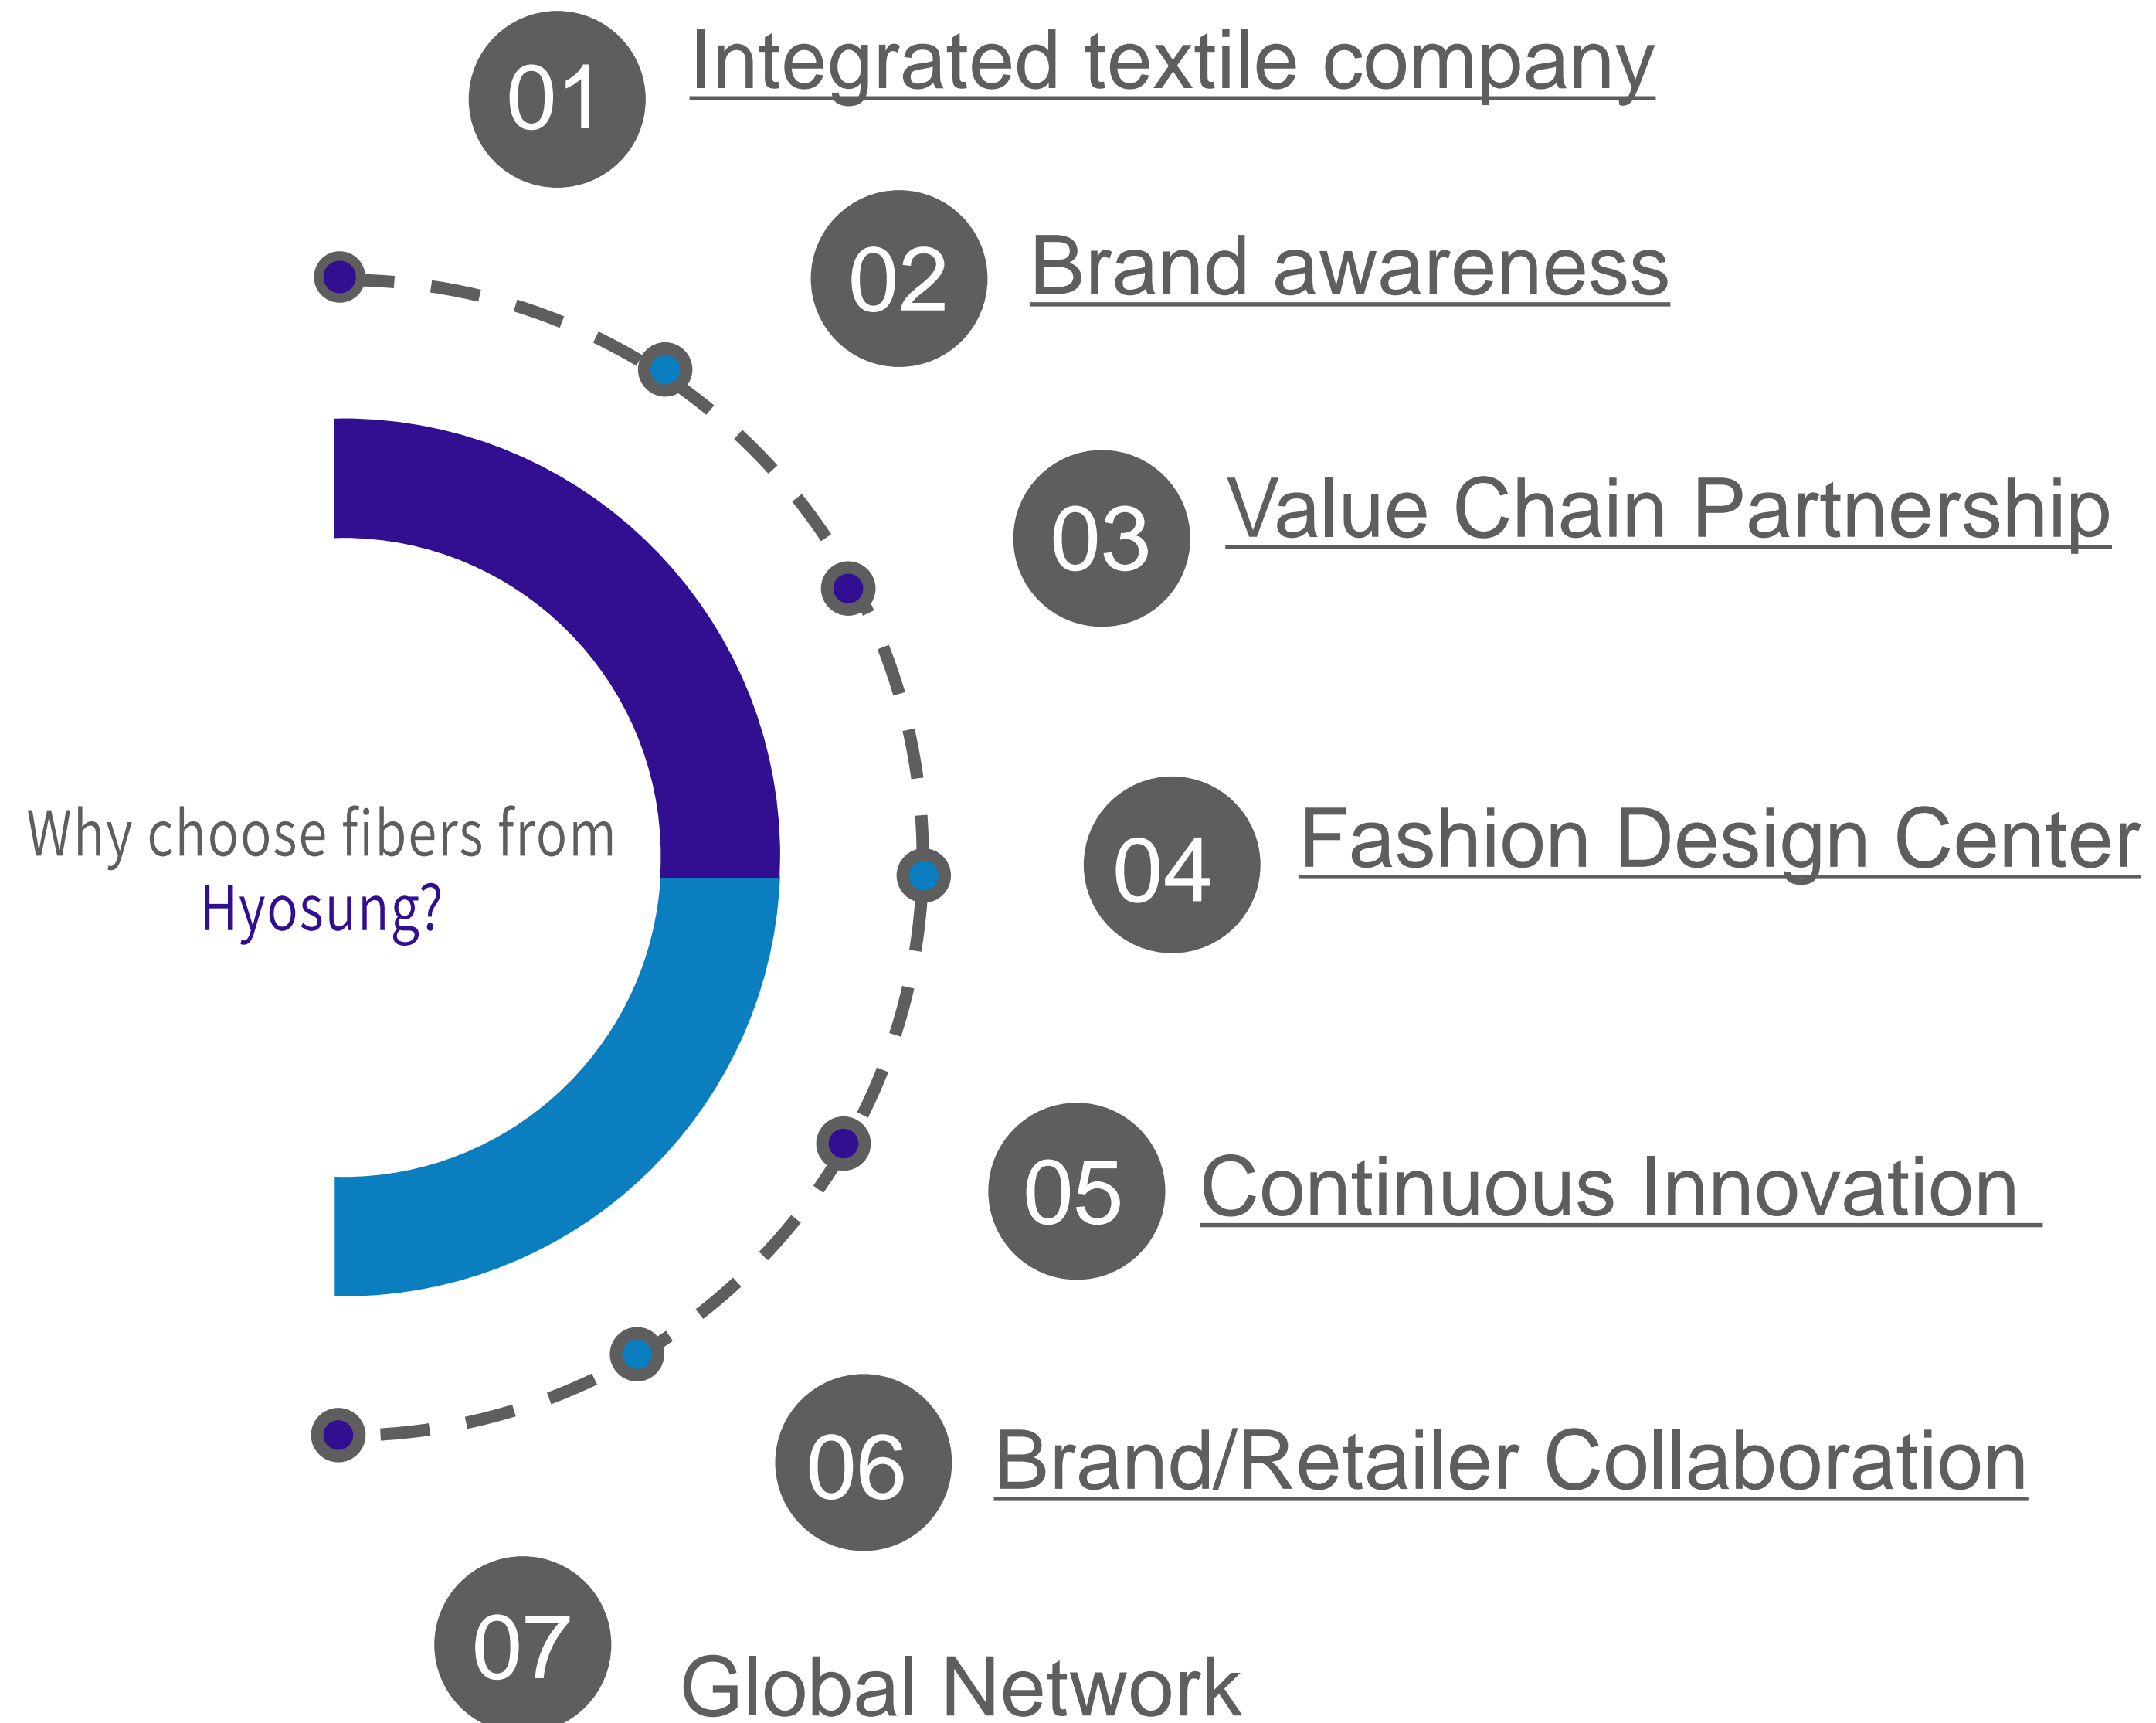 01
Integrated textile company
02
Brand awareness
03
Value Chain Partnership
Why choose fibers from
Hyosung?
04
Fashion Design Center
05
Continuous Innovation
06
Brand/Retailer Collaboration
07
Global Network